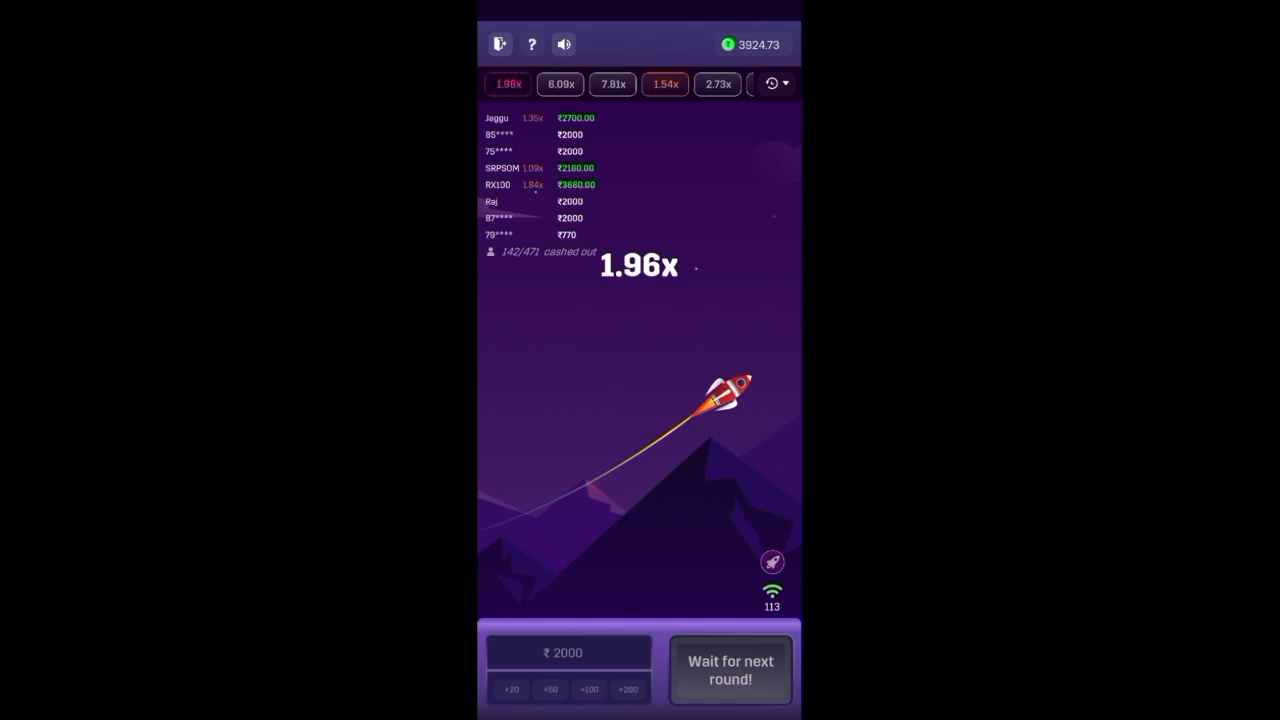 ? 3924.73
1.96x 6.09x 7.81x 1.54x 2.73x
Jaggu 1.35x ₹2700.00
85**** ₹2000
75**** ₹2000
SRPSOM 1.09x ₹2180.00
RX100 1.84x ₹3680.00
Raj ₹2000
87**** ₹2000
79**** ₹770
142/471 cashed out
1.96x
113
₹ 2000
Wait for next
round!
+20 +50 +100 +200